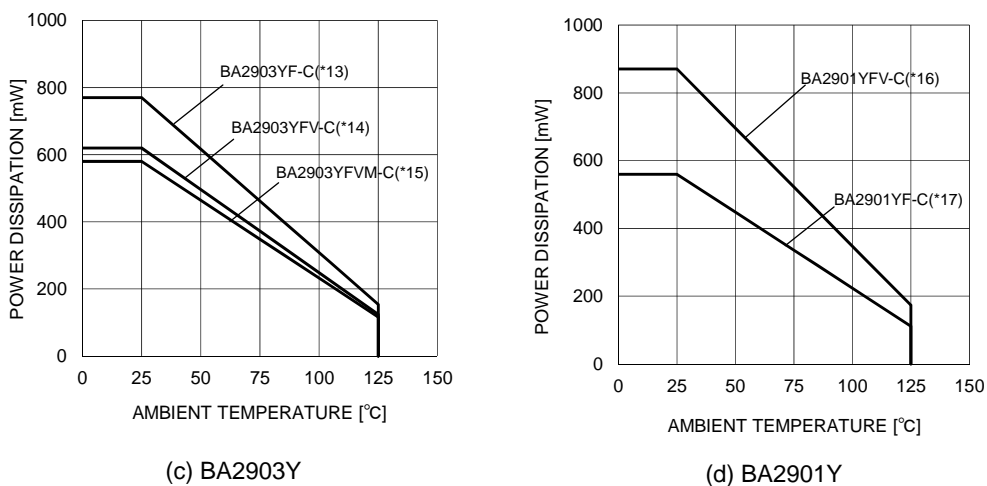 1000
800
600
400
200
0
POWER DISSIPATION [mW]
BA2903YF-C(*13)
BA2903YFV-C(*14)
BA2903YFVM-C(*15)
0 25 50 75 100 125 150
AMBIENT TEMPERATURE [℃]
(c) BA2903Y
1000
800
600
400
200
0
POWER DISSIPATION [mW]
BA2901YFV-C(*16)
BA2901YF-C(*17)
0 25 50 75 100 125 150
AMBIENT TEMPERATURE [℃]
(d) BA2901Y